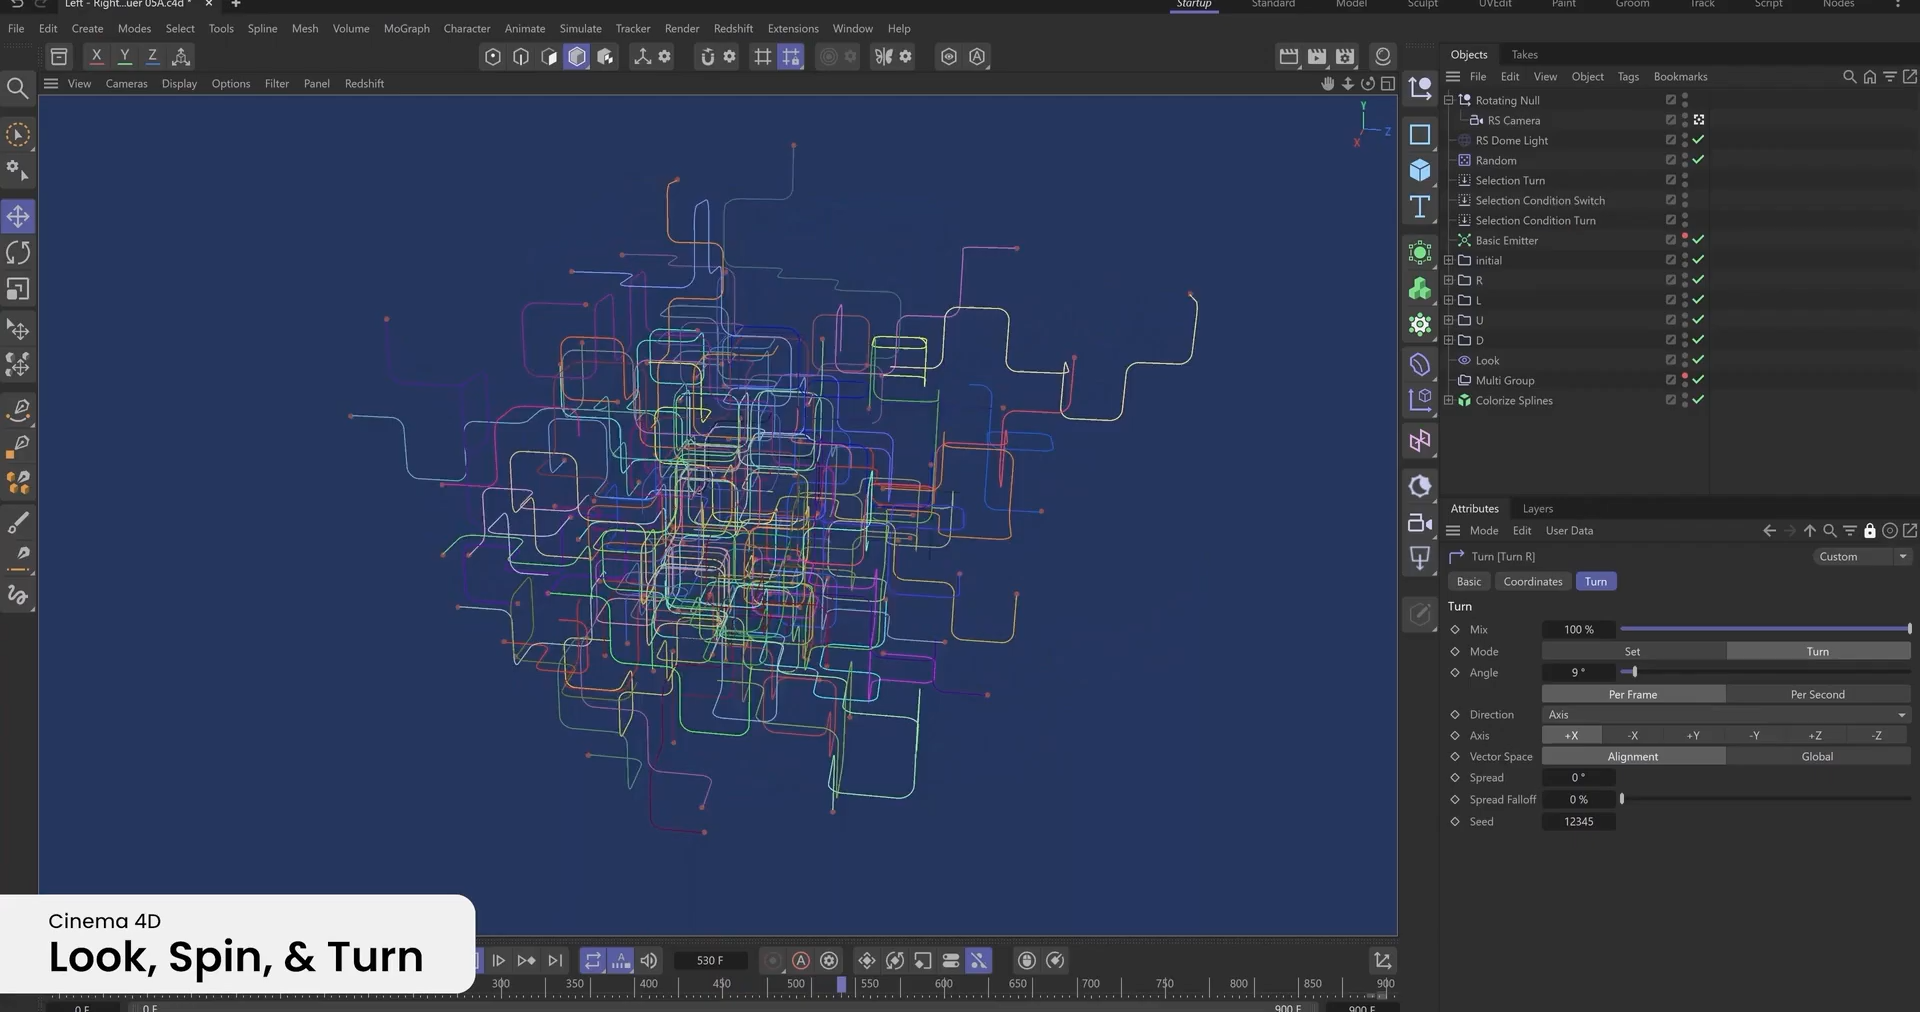 Left - Right...uer 05A.c4d *
Startup Standard Model Sculpt UVEdit Paint Groom Track Script Nodes
File Edit Create Modes Select Tools Spline Mesh Volume MoGraph Character Animate Simulate Tracker Render Redshift Extensions Window Help
X Y Z
View Cameras Display Options Filter Panel Redshift
Y
Z
X
Objects Takes
File Edit View Object Tags Bookmarks
Rotating Null
RS Camera
RS Dome Light
Random
Selection Turn
Selection Condition Switch
Selection Condition Turn
Basic Emitter
initial
R
L
U
D
Look
Multi Group
Colorize Splines
Attributes Layers
Mode Edit User Data
Turn [Turn R] Custom
Basic Coordinates Turn
Turn
Mix 100 %
Mode Set Turn
Angle 9 °
Per Frame Per Second
Direction Axis
Axis +X -X +Y -Y +Z -Z
Vector Space Alignment Global
Spread 0 °
Spread Falloff 0 %
Seed 12345
Cinema 4D
Look, Spin, & Turn
530 F
300 350 400 450 500 550 600 650 700 750 800 850 900
0 F 0 F 900 F 900 F